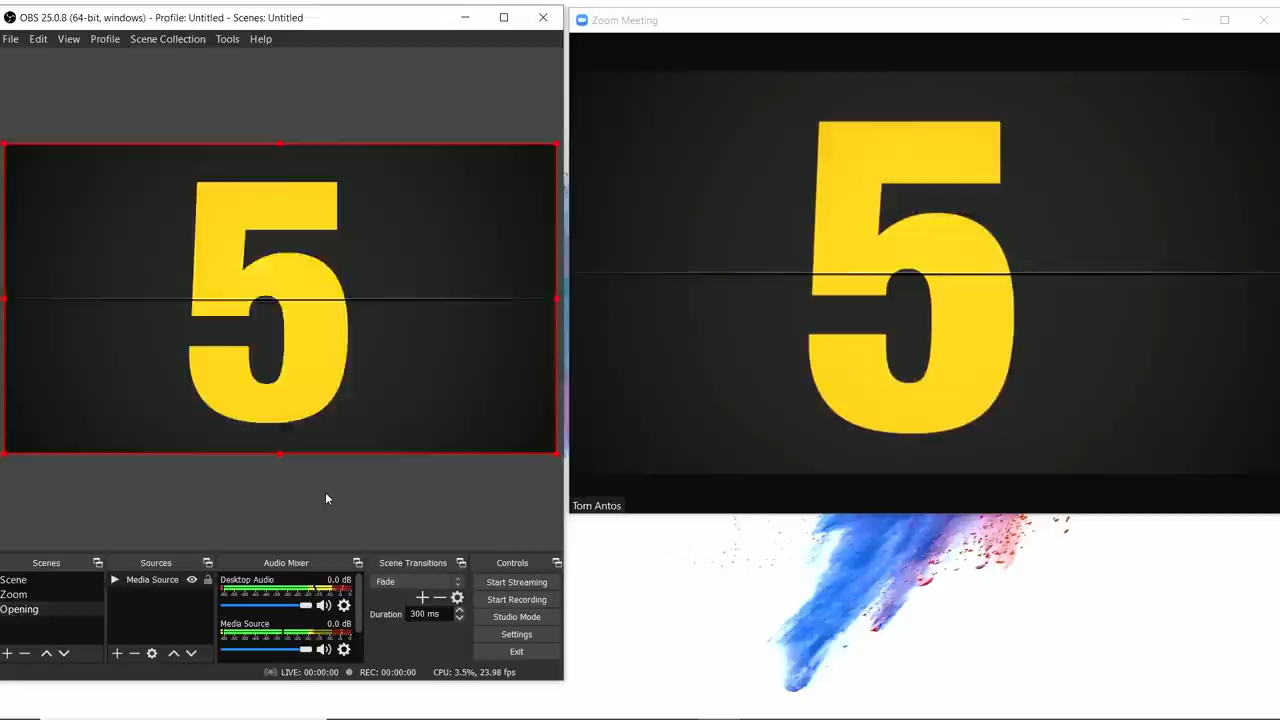 OBS 25.0.8 (64-bit, windows) - Profile: Untitled - Scenes: Untitled
File Edit View Profile Scene Collection Tools Help
5
Zoom Meeting
5
Tom Antos
Scenes
Scene
Zoom
Opening
Sources
Media Source
Audio Mixer
Desktop Audio 0.0 dB
Media Source 0.0 dB
Scene Transitions
Fade
Duration 300 ms
Controls
Start Streaming
Start Recording
Studio Mode
Settings
Exit
LIVE: 00:00:00 REC: 00:00:00 CPU: 3.5%, 23.98 fps